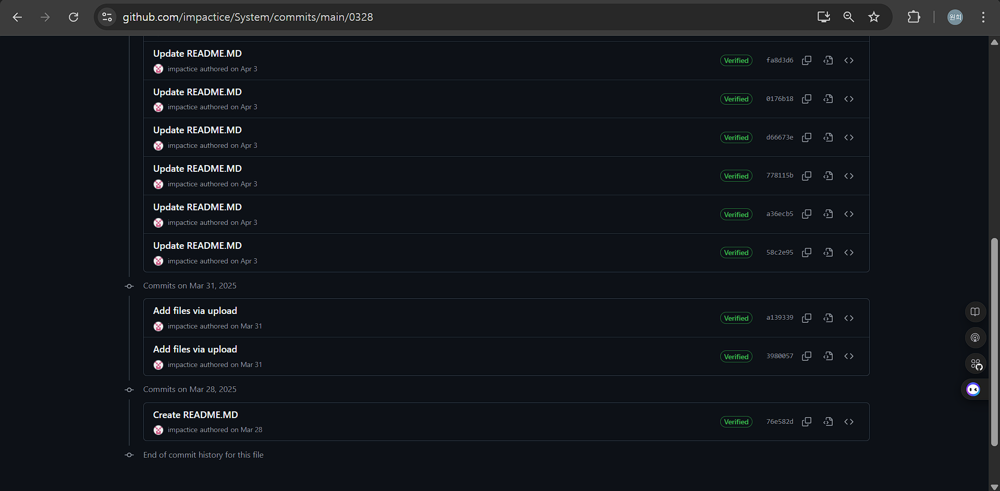 github.com/impactice/System/commits/main/0328
원희
Update README.MD
impactice authored on Apr 3
Verified
fa8d3d6
Update README.MD
impactice authored on Apr 3
Verified
0176b18
Update README.MD
impactice authored on Apr 3
Verified
d66673e
Update README.MD
impactice authored on Apr 3
Verified
778115b
Update README.MD
impactice authored on Apr 3
Verified
a36ecb5
Update README.MD
impactice authored on Apr 3
Verified
58c2e95
Commits on Mar 31, 2025
Add files via upload
impactice authored on Mar 31
Verified
a139339
Add files via upload
impactice authored on Mar 31
Verified
3980057
Commits on Mar 28, 2025
Create README.MD
impactice authored on Mar 28
Verified
76e582d
End of commit history for this file